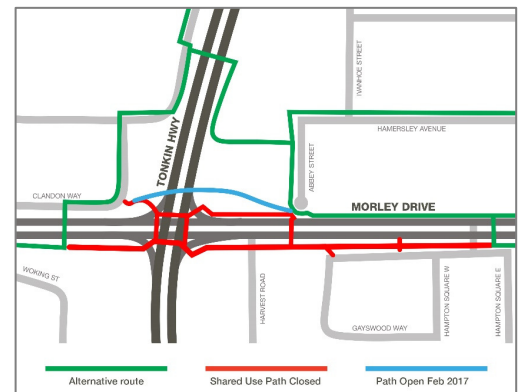 IVANHOE STREET
HAMERSLEY AVENUE
TONKIN HWY
ABBEY STREET
CLANDON WAY
MORLEY DRIVE
WOKING ST
HARVEST ROAD
HAMPTON SQUARE W
HAMPTON SQUARE E
GAYSWOOD WAY
Alternative route
Shared Use Path Closed
Path Open Feb 2017